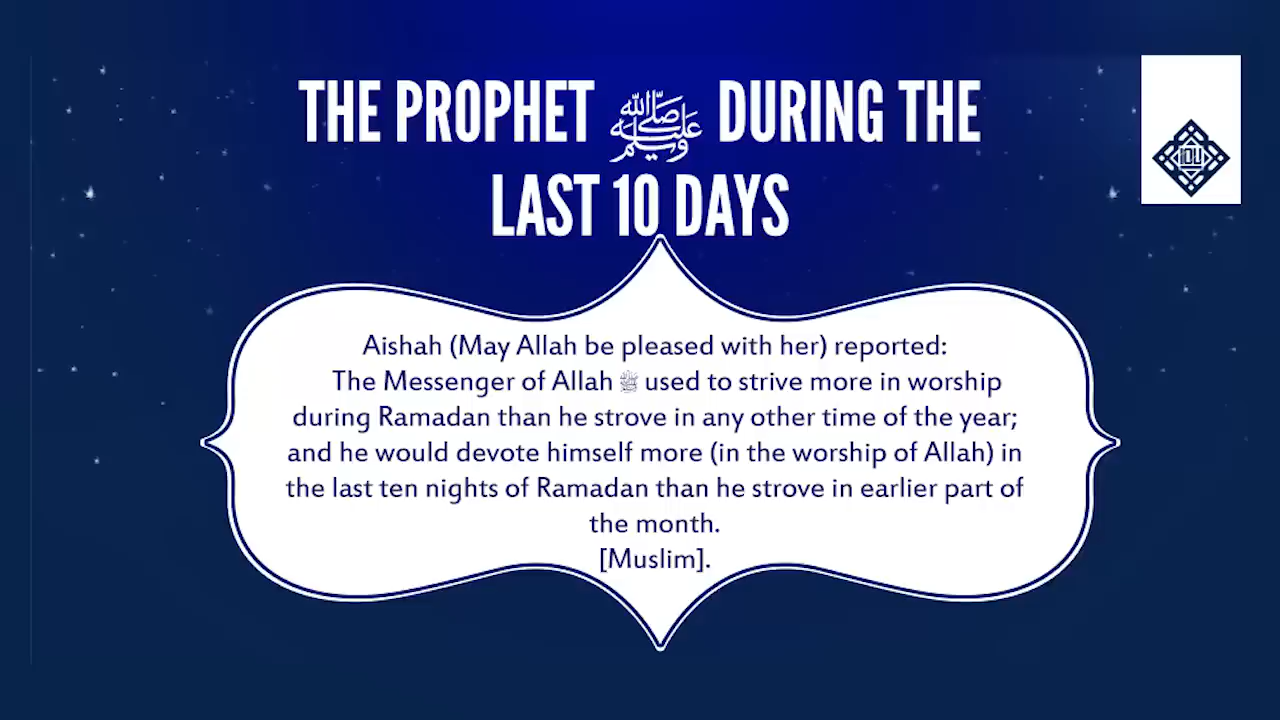 THE PROPHET ﷺ DURING THE
LAST 10 DAYS
IOU
Aishah (May Allah be pleased with her) reported:
The Messenger of Allah ﷺ used to strive more in worship
during Ramadan than he strove in any other time of the year;
and he would devote himself more (in the worship of Allah) in
the last ten nights of Ramadan than he strove in earlier part of
the month.
[Muslim].